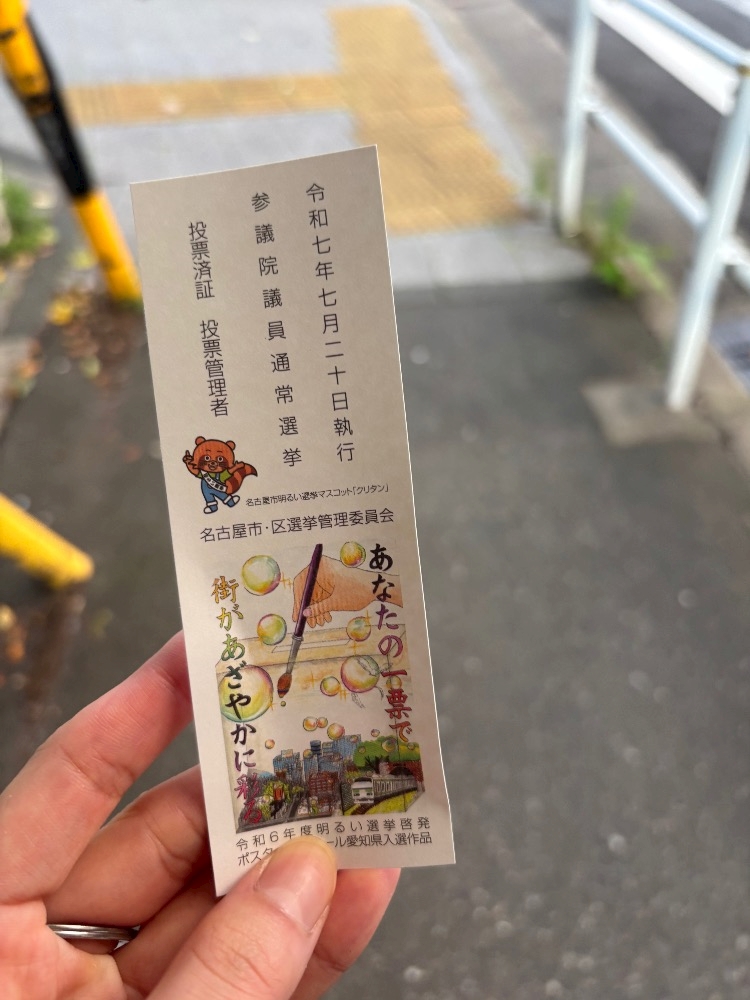 令和七年七月二十日執行
参議院議員通常選挙
投票済証 投票管理者
名古屋市明るい選挙マスコット「クリタン」
名古屋市・区選挙管理委員会
あなたの一票で
街があざやかに彩る
令和6年度明るい選挙啓発
ポスタ ール愛知県入選作品